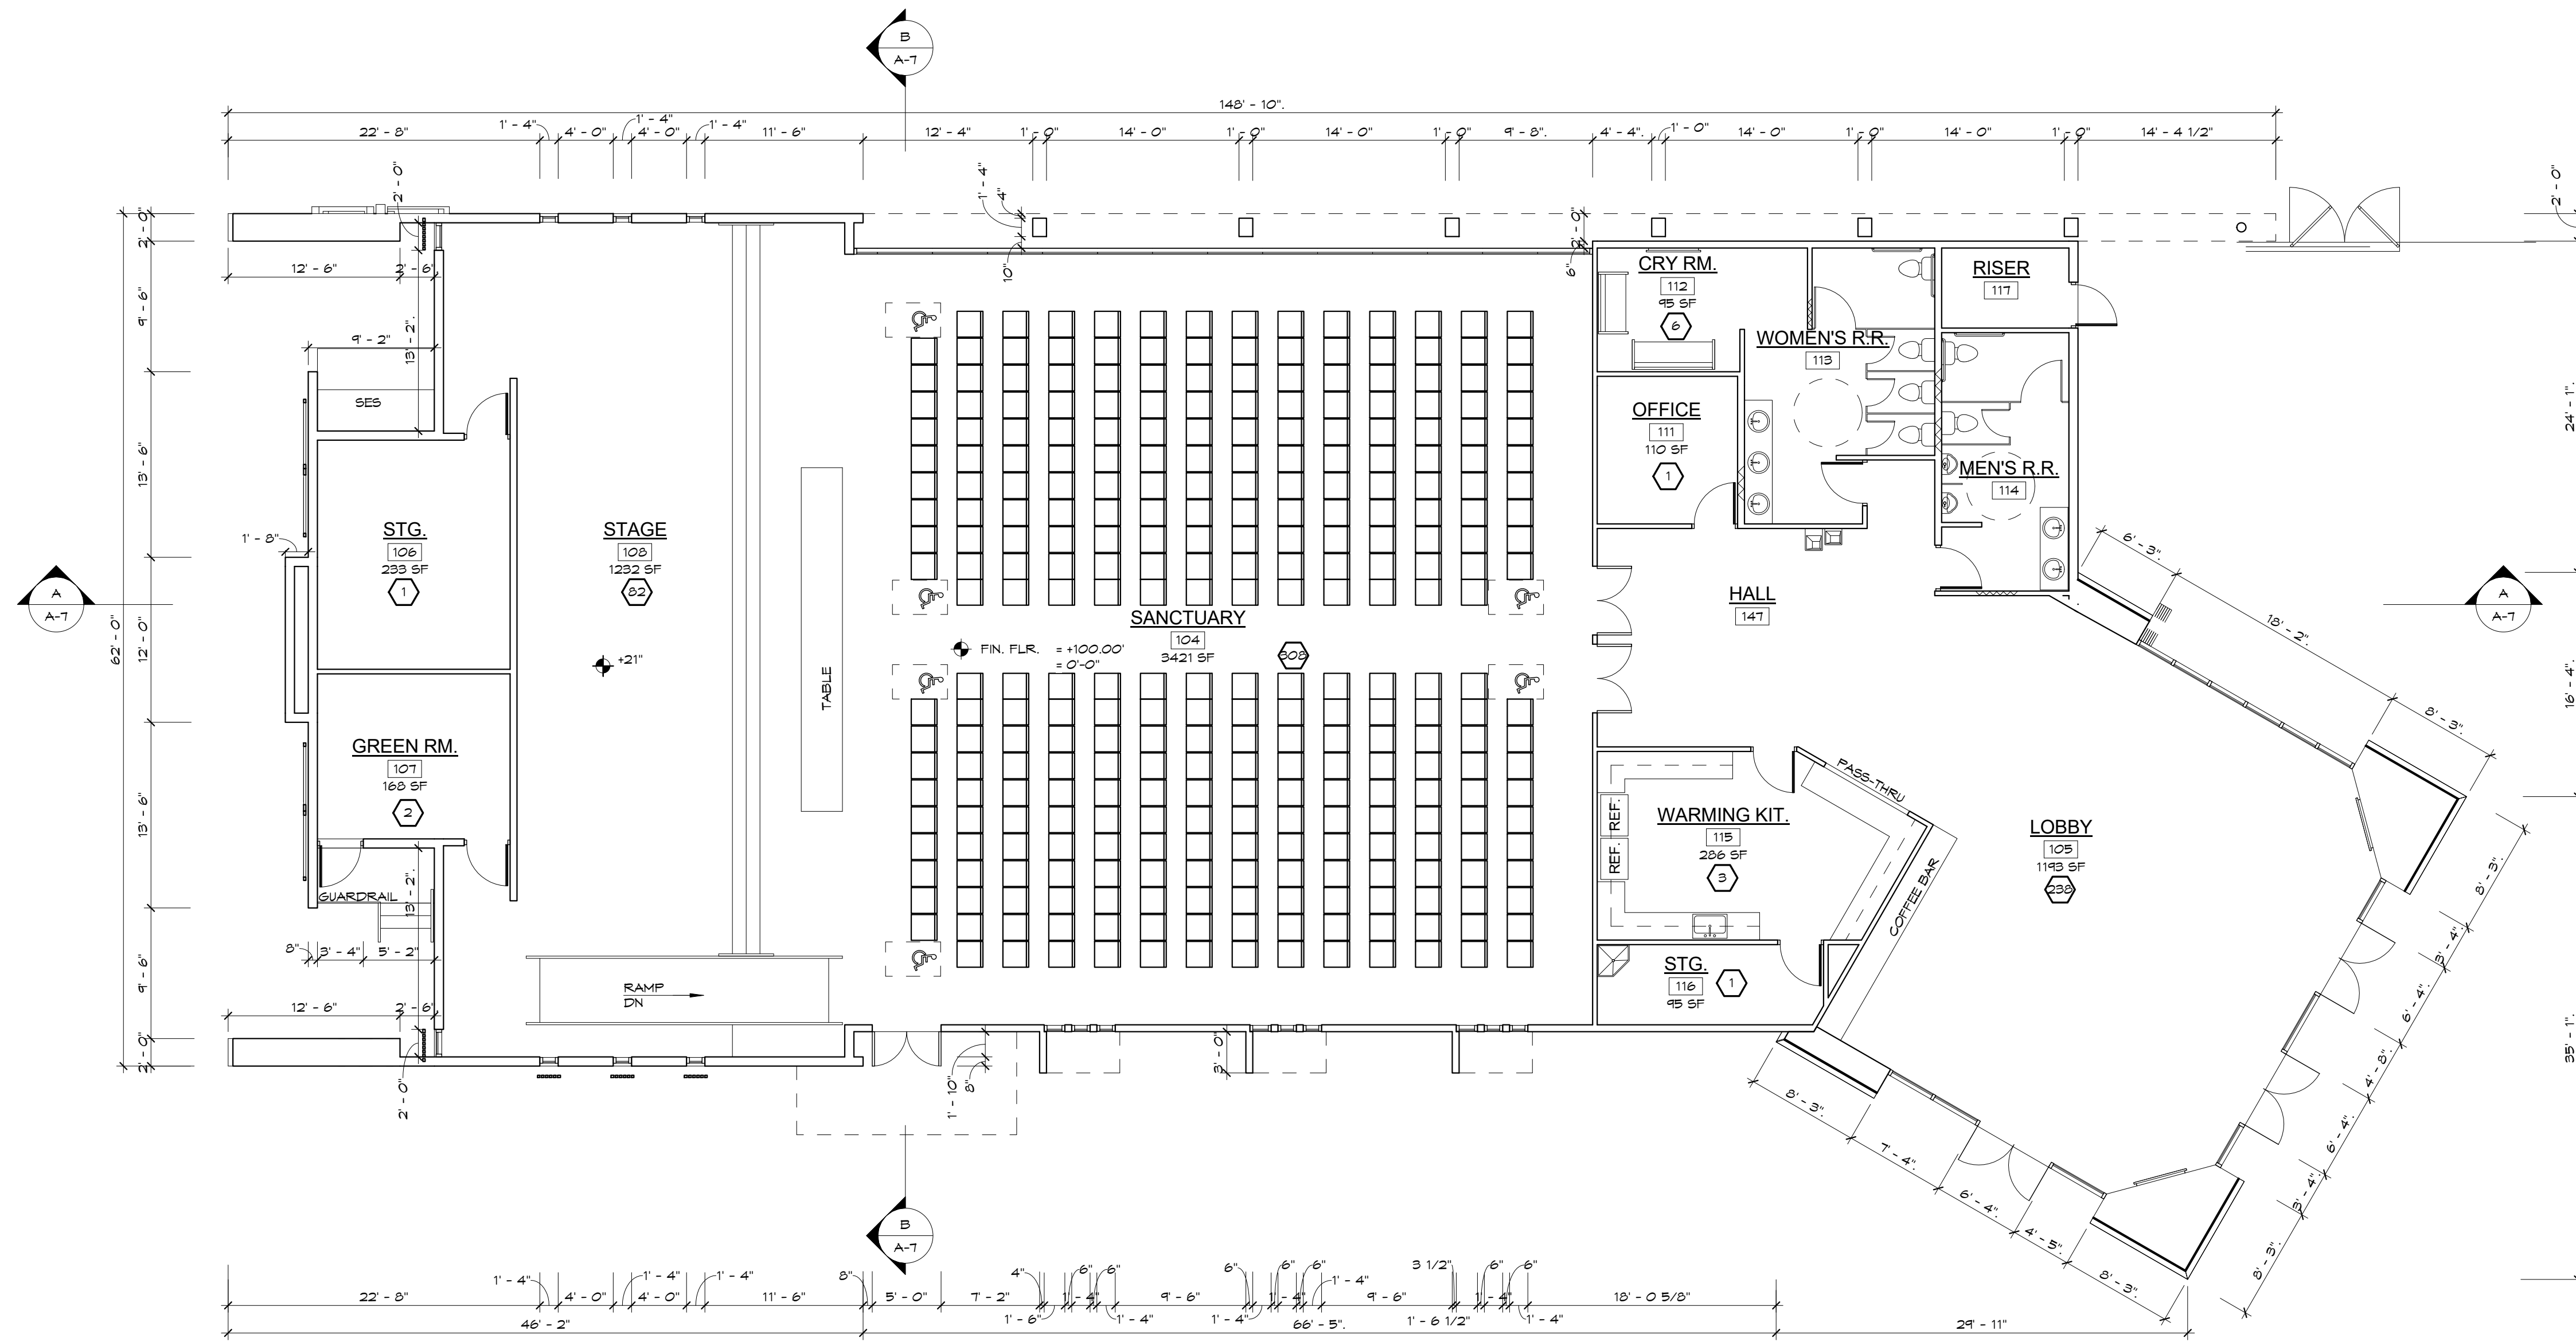 B
A-7
148' - 10".
22' - 8"
1' - 4"
4' - 0"
1' - 4"
4' - 0"
1' - 4"
11' - 6"
12' - 4"
1' - 0"
14' - 0"
1' - 0"
14' - 0"
1' - 0"
9' - 8".
4' - 4".
1' - 0"
14' - 0"
1' - 0"
14' - 0"
1' - 0"
14' - 4 1/2"
2' - 0"
2' - 0"
1' - 4"
4"
10"
2' - 0"
6"
2' - 0"
12' - 6"
2' - 6"
9' - 6"
9' - 2"
13' - 2".
SES
CRY RM.
112
95 SF
6
WOMEN'S R.R.
113
RISER
117
OFFICE
111
110 SF
1
MEN'S R.R.
114
24' - 1".
13' - 6"
1' - 8"
STG.
106
233 SF
1
STAGE
108
1232 SF
82
+21"
62' - 0"
12' - 0"
A
A-7
SANCTUARY
104
3421 SF
308
FIN. FLR. = +100.00'
= 0'-0"
TABLE
HALL
147
6' - 3".
18' - 2".
8' - 3".
A
A-7
16' - 4".
GREEN RM.
107
168 SF
2
13' - 6"
GUARDRAIL
13' - 2".
8"
3' - 4"
5' - 2"
9' - 6"
12' - 6"
2' - 6"
2' - 0"
2' - 0"
RAMP
DN
PASS-THRU
REF.
REF.
WARMING KIT.
115
286 SF
3
COFFEE BAR
LOBBY
105
1193 SF
238
STG.
116
95 SF
1
8' - 3".
3' - 4".
6' - 4".
4' - 8".
6' - 4".
3' - 4".
8' - 3".
35' - 1".
1' - 10"
8"
3' - 0"
8' - 3".
7' - 4".
6' - 4".
4' - 5".
8' - 3".
B
A-7
22' - 8"
1' - 4"
4' - 0"
1' - 4"
4' - 0"
1' - 4"
11' - 6"
8"
5' - 0"
7' - 2"
4"
1' - 6"
6"
1' - 4"
6"
1' - 4"
9' - 6"
6"
1' - 4"
6"
1' - 4"
6"
1' - 4"
9' - 6"
3 1/2"
1' - 6 1/2"
6"
1' - 4"
6"
1' - 4"
18' - 0 5/8"
46' - 2"
66' - 5".
29' - 11"